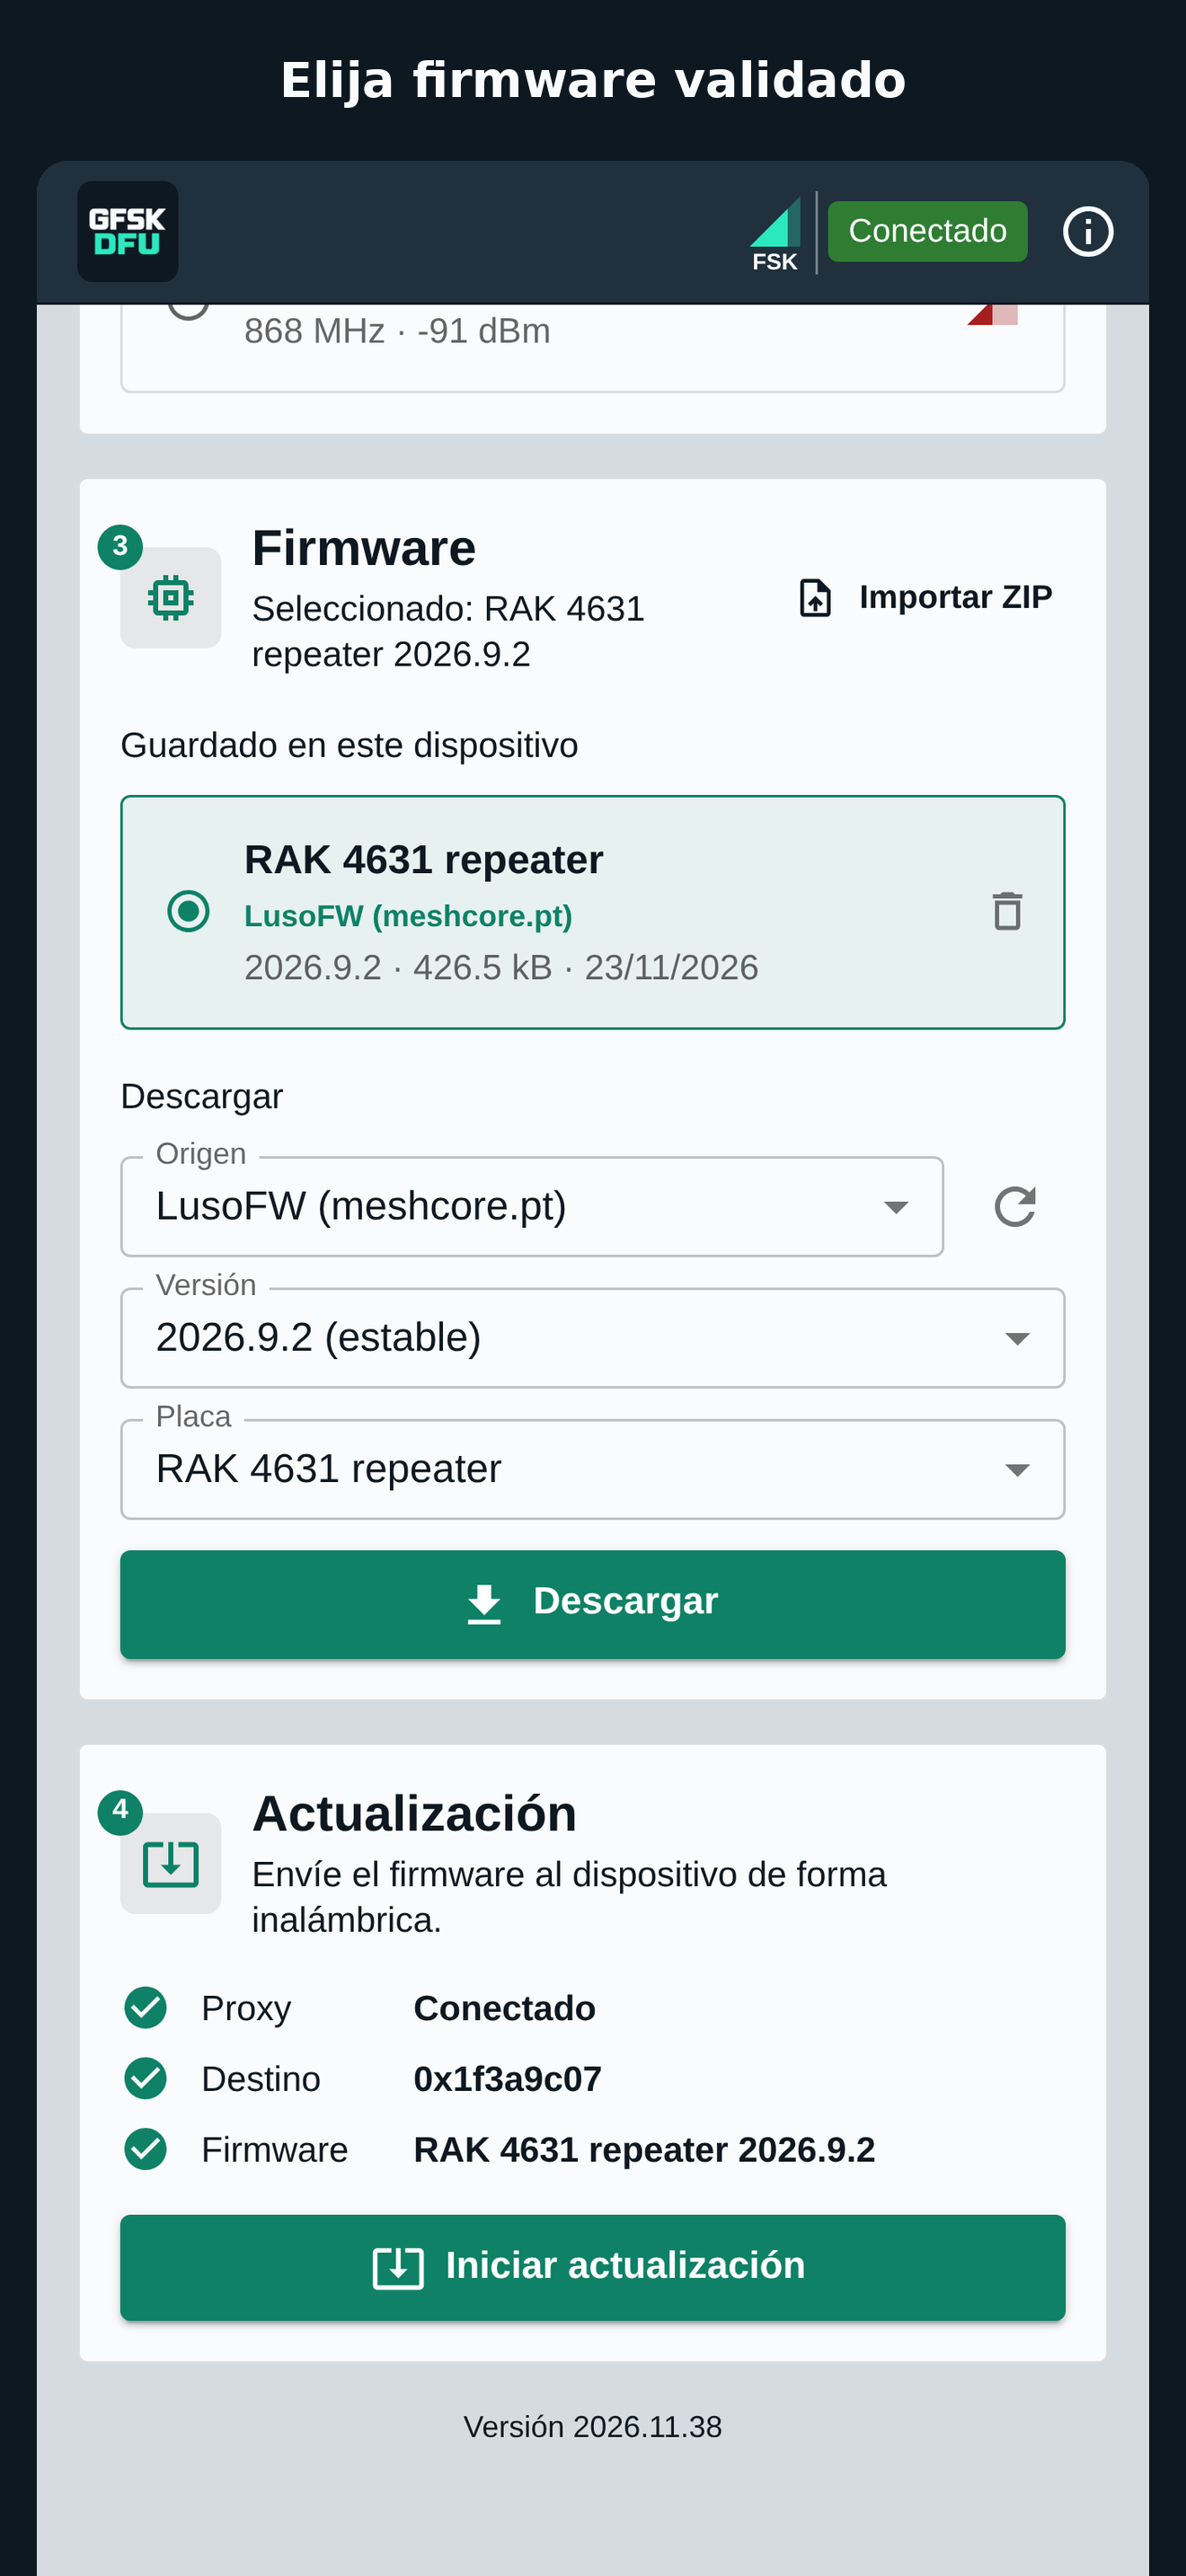 Elija firmware validado
GFSK
DFU
FSK
Conectado
868 MHz · -91 dBm
3
Firmware
Seleccionado: RAK 4631
repeater 2026.9.2
Importar ZIP
Guardado en este dispositivo
RAK 4631 repeater
LusoFW (meshcore.pt)
2026.9.2 · 426.5 kB · 23/11/2026
Descargar
Origen
LusoFW (meshcore.pt)
Versión
2026.9.2 (estable)
Placa
RAK 4631 repeater
Descargar
4
Actualización
Envíe el firmware al dispositivo de forma
inalámbrica.
Proxy Conectado
Destino 0x1f3a9c07
Firmware RAK 4631 repeater 2026.9.2
Iniciar actualización
Versión 2026.11.38